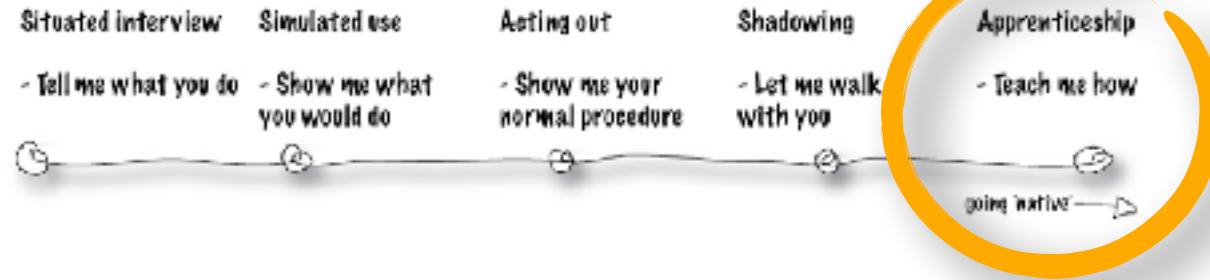 Situated interview
Simulated use
Acting out
Shadowing
Apprenticeship
- Tell me what you do
- Show me what
you would do
- Show me your
normal procedure
- Let me walk
with you
- Teach me how
going 'native'